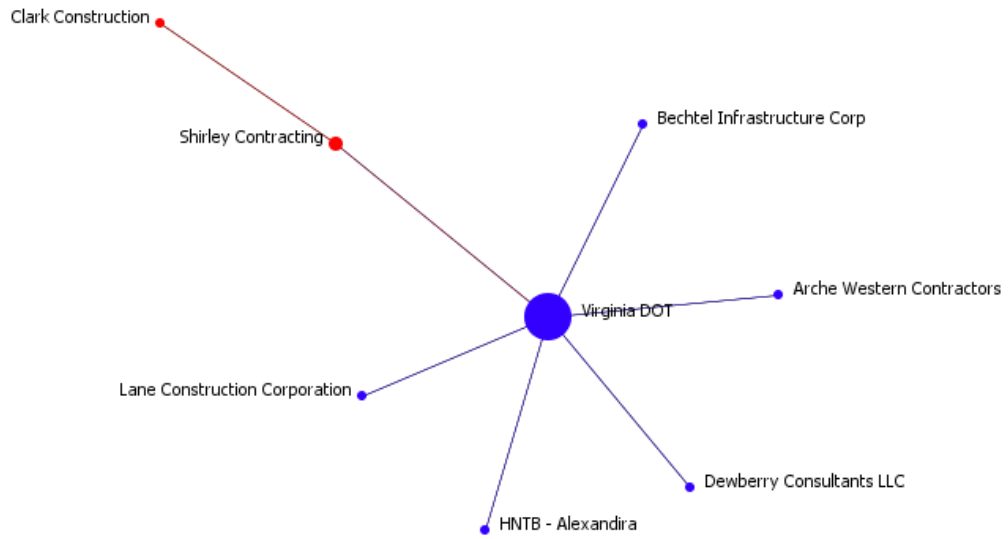 Clark Construction
Bechtel Infrastructure Corp
Shirley Contracting
Arche Western Contractors
Virginia DOT
Lane Construction Corporation
Dewberry Consultants LLC
HNTB - Alexandira